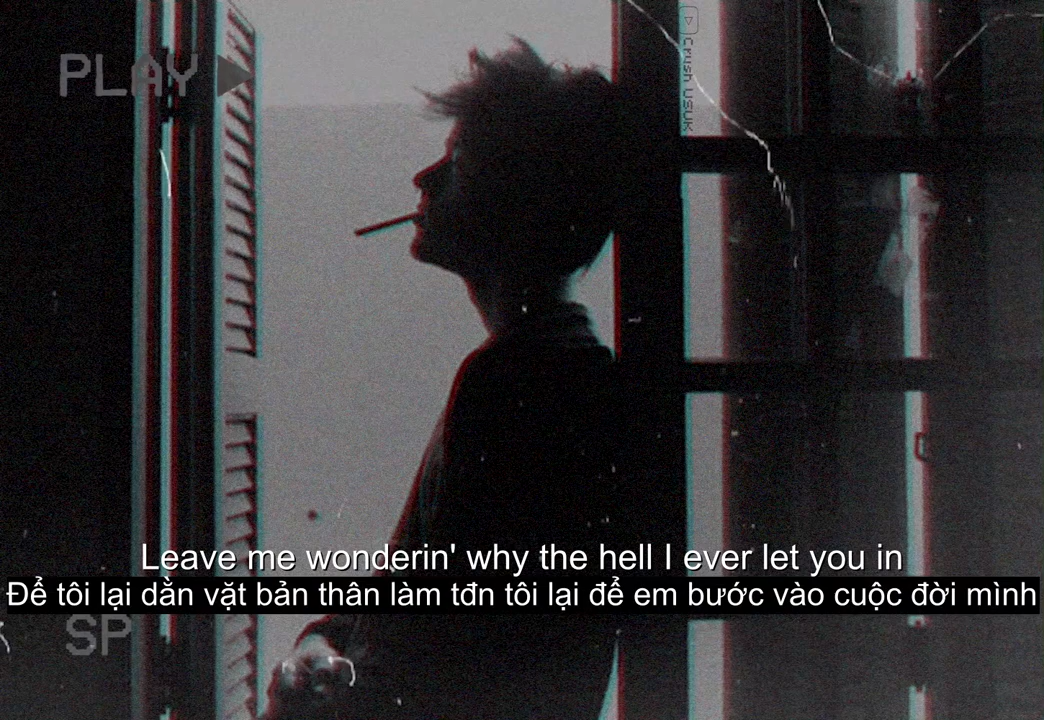 PLAY
Crush USUK
Leave me wonderin' why the hell I ever let you in
Để tôi lại dằn vặt bản thân làm tđn tôi lại để em bước vào cuộc đời mình
SP